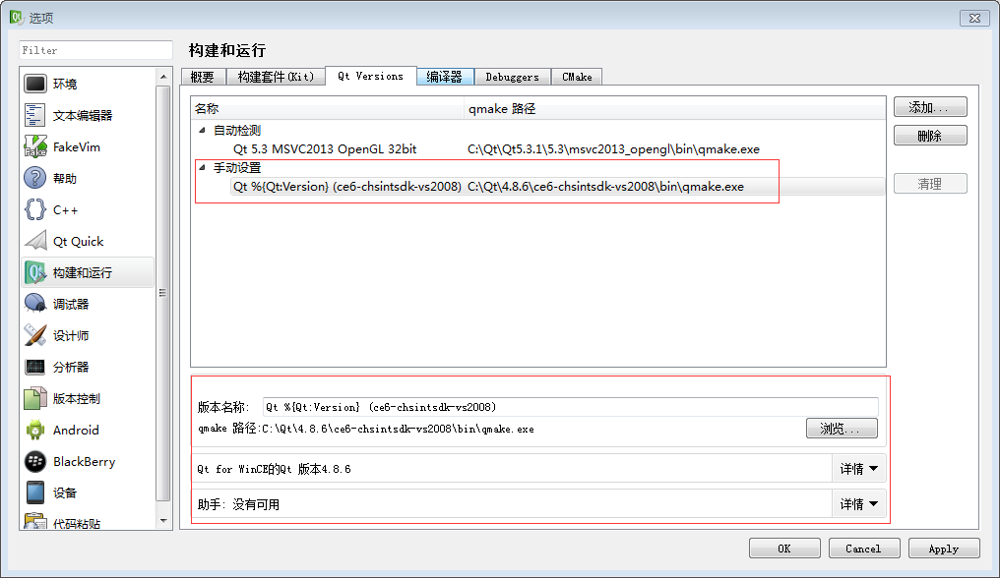 选项
Filter
构建和运行
环境
文本编辑器
FakeVim
帮助
C++
Qt Quick
构建和运行
调试器
设计师
分析器
版本控制
Android
BlackBerry
设备
代码粘贴
概要 构建套件(Kit) Qt Versions 编译器 Debuggers CMake
名称 qmake 路径
自动检测
Qt 5.3 MSVC2013 OpenGL 32bit C:\Qt\Qt5.3.1\5.3\msvc2013_opengl\bin\qmake.exe
手动设置
Qt %{Qt:Version} (ce6-chsintsdk-vs2008) C:\Qt\4.8.6\ce6-chsintsdk-vs2008\bin\qmake.exe
添加...
删除
清理
版本名称: Qt %{Qt:Version} (ce6-chsintsdk-vs2008)
qmake 路径:C:\Qt\4.8.6\ce6-chsintsdk-vs2008\bin\qmake.exe 浏览...
Qt for WinCE的Qt 版本4.8.6 详情
助手: 没有可用 详情
OK Cancel Apply